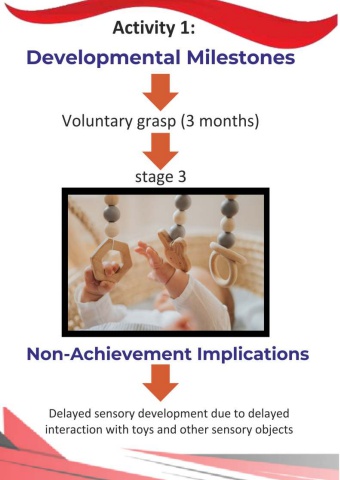 Activity 1:
Developmental Milestones
Voluntary grasp (3 months)
stage 3
Non-Achievement Implications
Delayed sensory development due to delayed
interaction with toys and other sensory objects